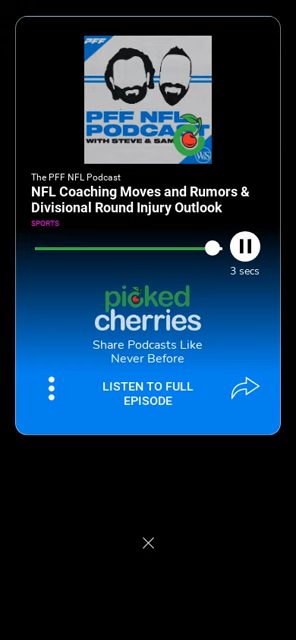 PFF
PFF NFL
PODCAST
WITH STEVE & SAM
The PFF NFL Podcast
NFL Coaching Moves and Rumors &
Divisional Round Injury Outlook
SPORTS
3 secs
picked
cherries
Share Podcasts Like
Never Before
LISTEN TO FULL
EPISODE